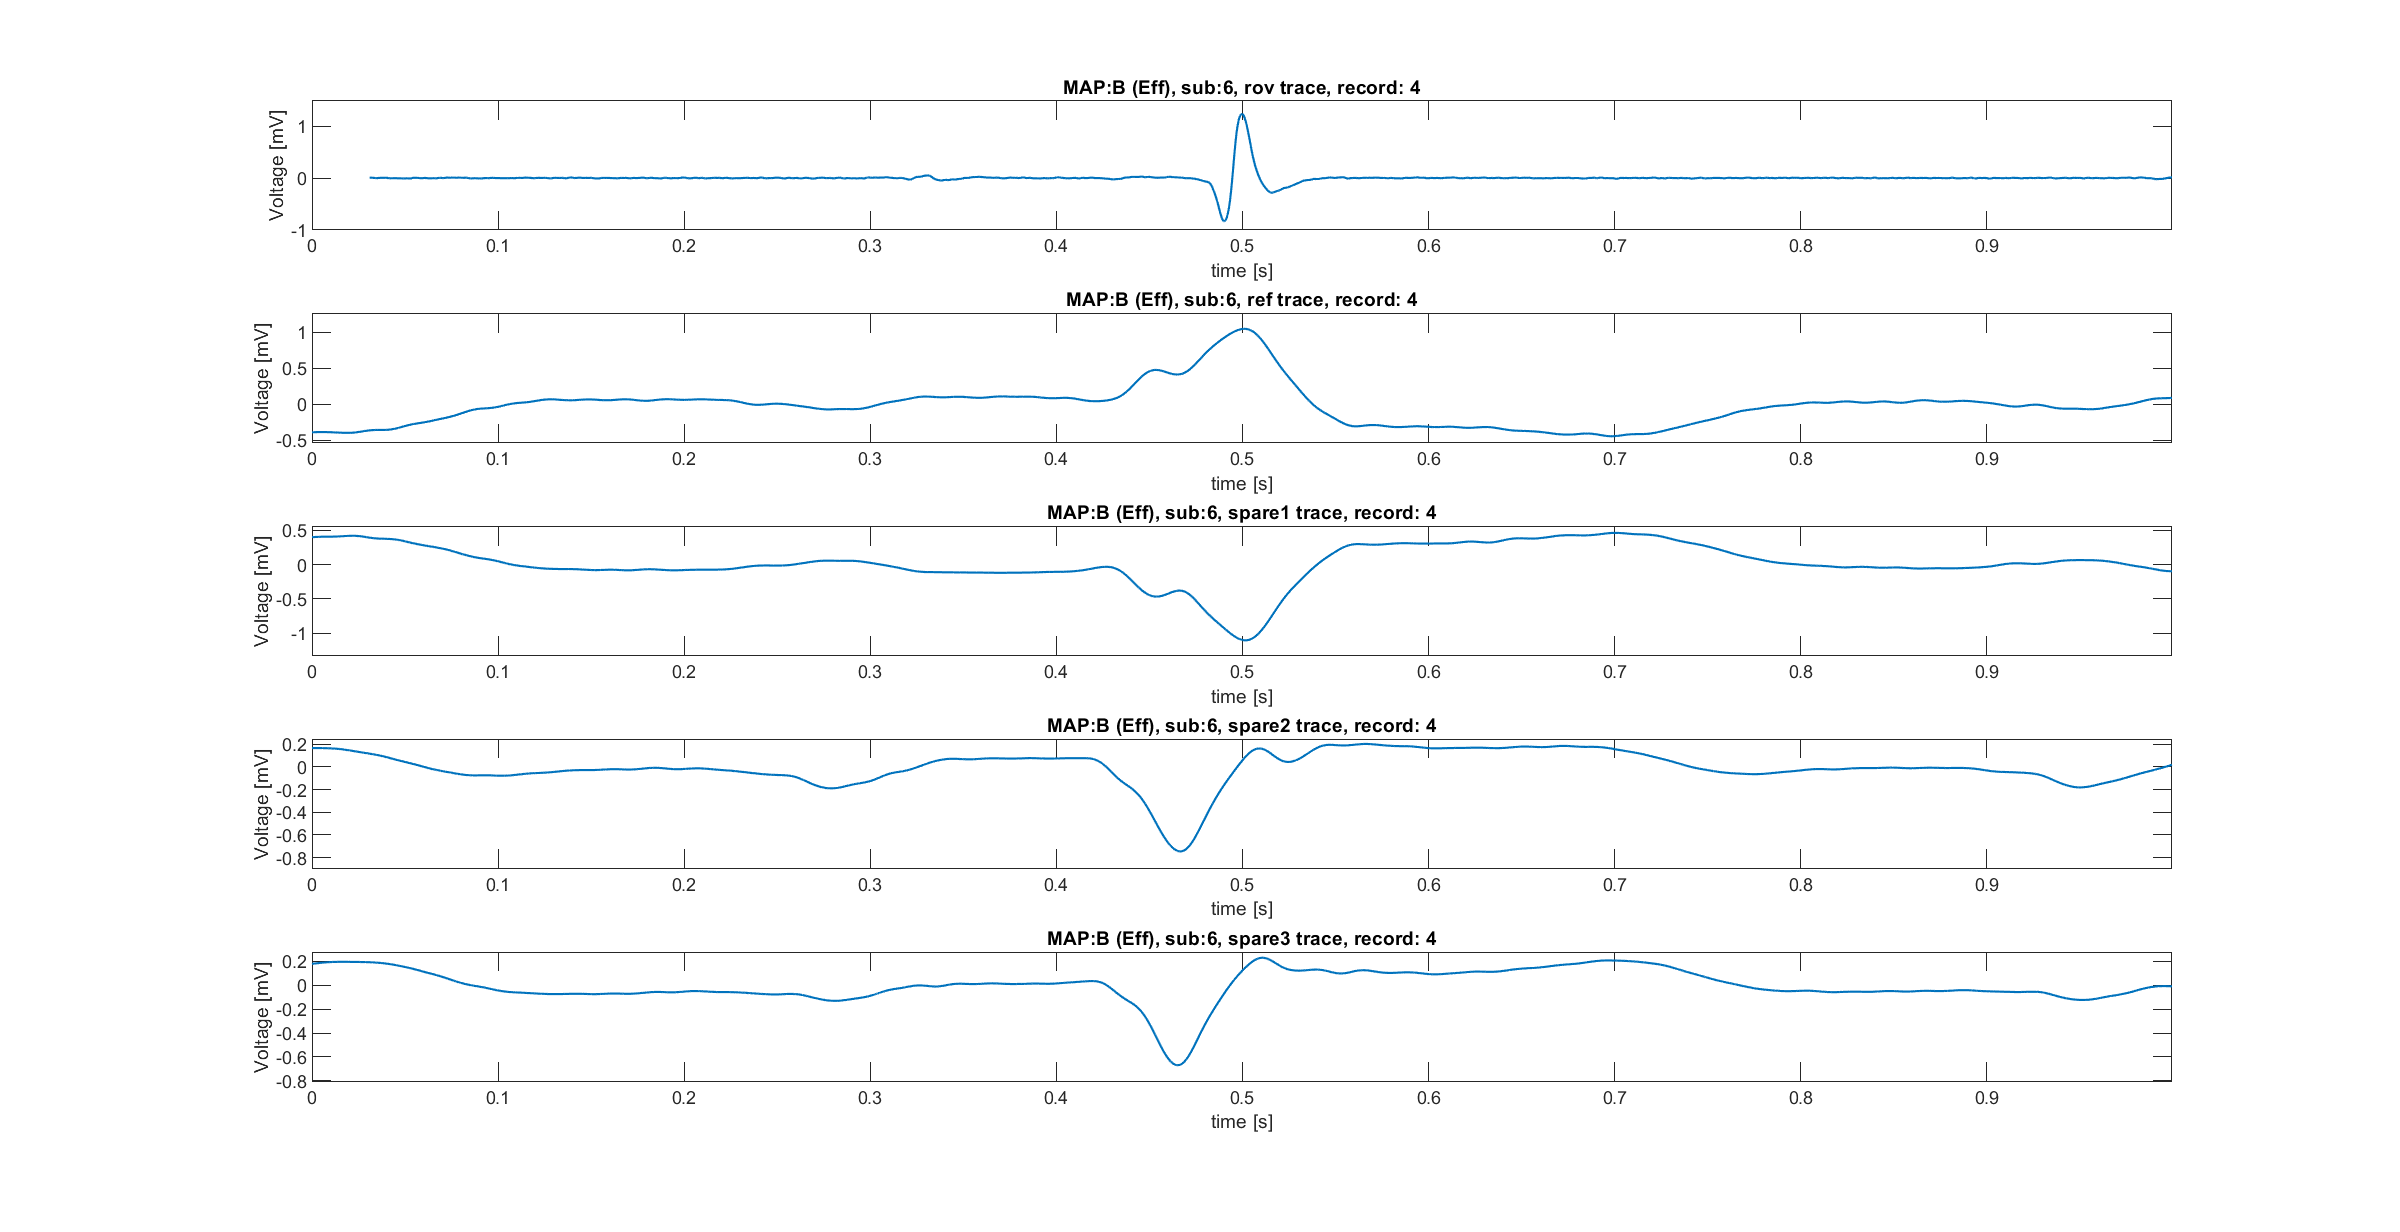 MAP:B (Eff), sub:6, rov trace, record: 4
Voltage [mV]
1
0
-1
0 0.1 0.2 0.3 0.4 0.5 0.6 0.7 0.8 0.9
time [s]
MAP:B (Eff), sub:6, ref trace, record: 4
Voltage [mV]
1
0.5
0
-0.5
0 0.1 0.2 0.3 0.4 0.5 0.6 0.7 0.8 0.9
time [s]
MAP:B (Eff), sub:6, spare1 trace, record: 4
Voltage [mV]
0.5
0
-0.5
-1
0 0.1 0.2 0.3 0.4 0.5 0.6 0.7 0.8 0.9
time [s]
MAP:B (Eff), sub:6, spare2 trace, record: 4
Voltage [mV]
0.2
0
-0.2
-0.4
-0.6
-0.8
0 0.1 0.2 0.3 0.4 0.5 0.6 0.7 0.8 0.9
time [s]
MAP:B (Eff), sub:6, spare3 trace, record: 4
Voltage [mV]
0.2
0
-0.2
-0.4
-0.6
-0.8
0 0.1 0.2 0.3 0.4 0.5 0.6 0.7 0.8 0.9
time [s]